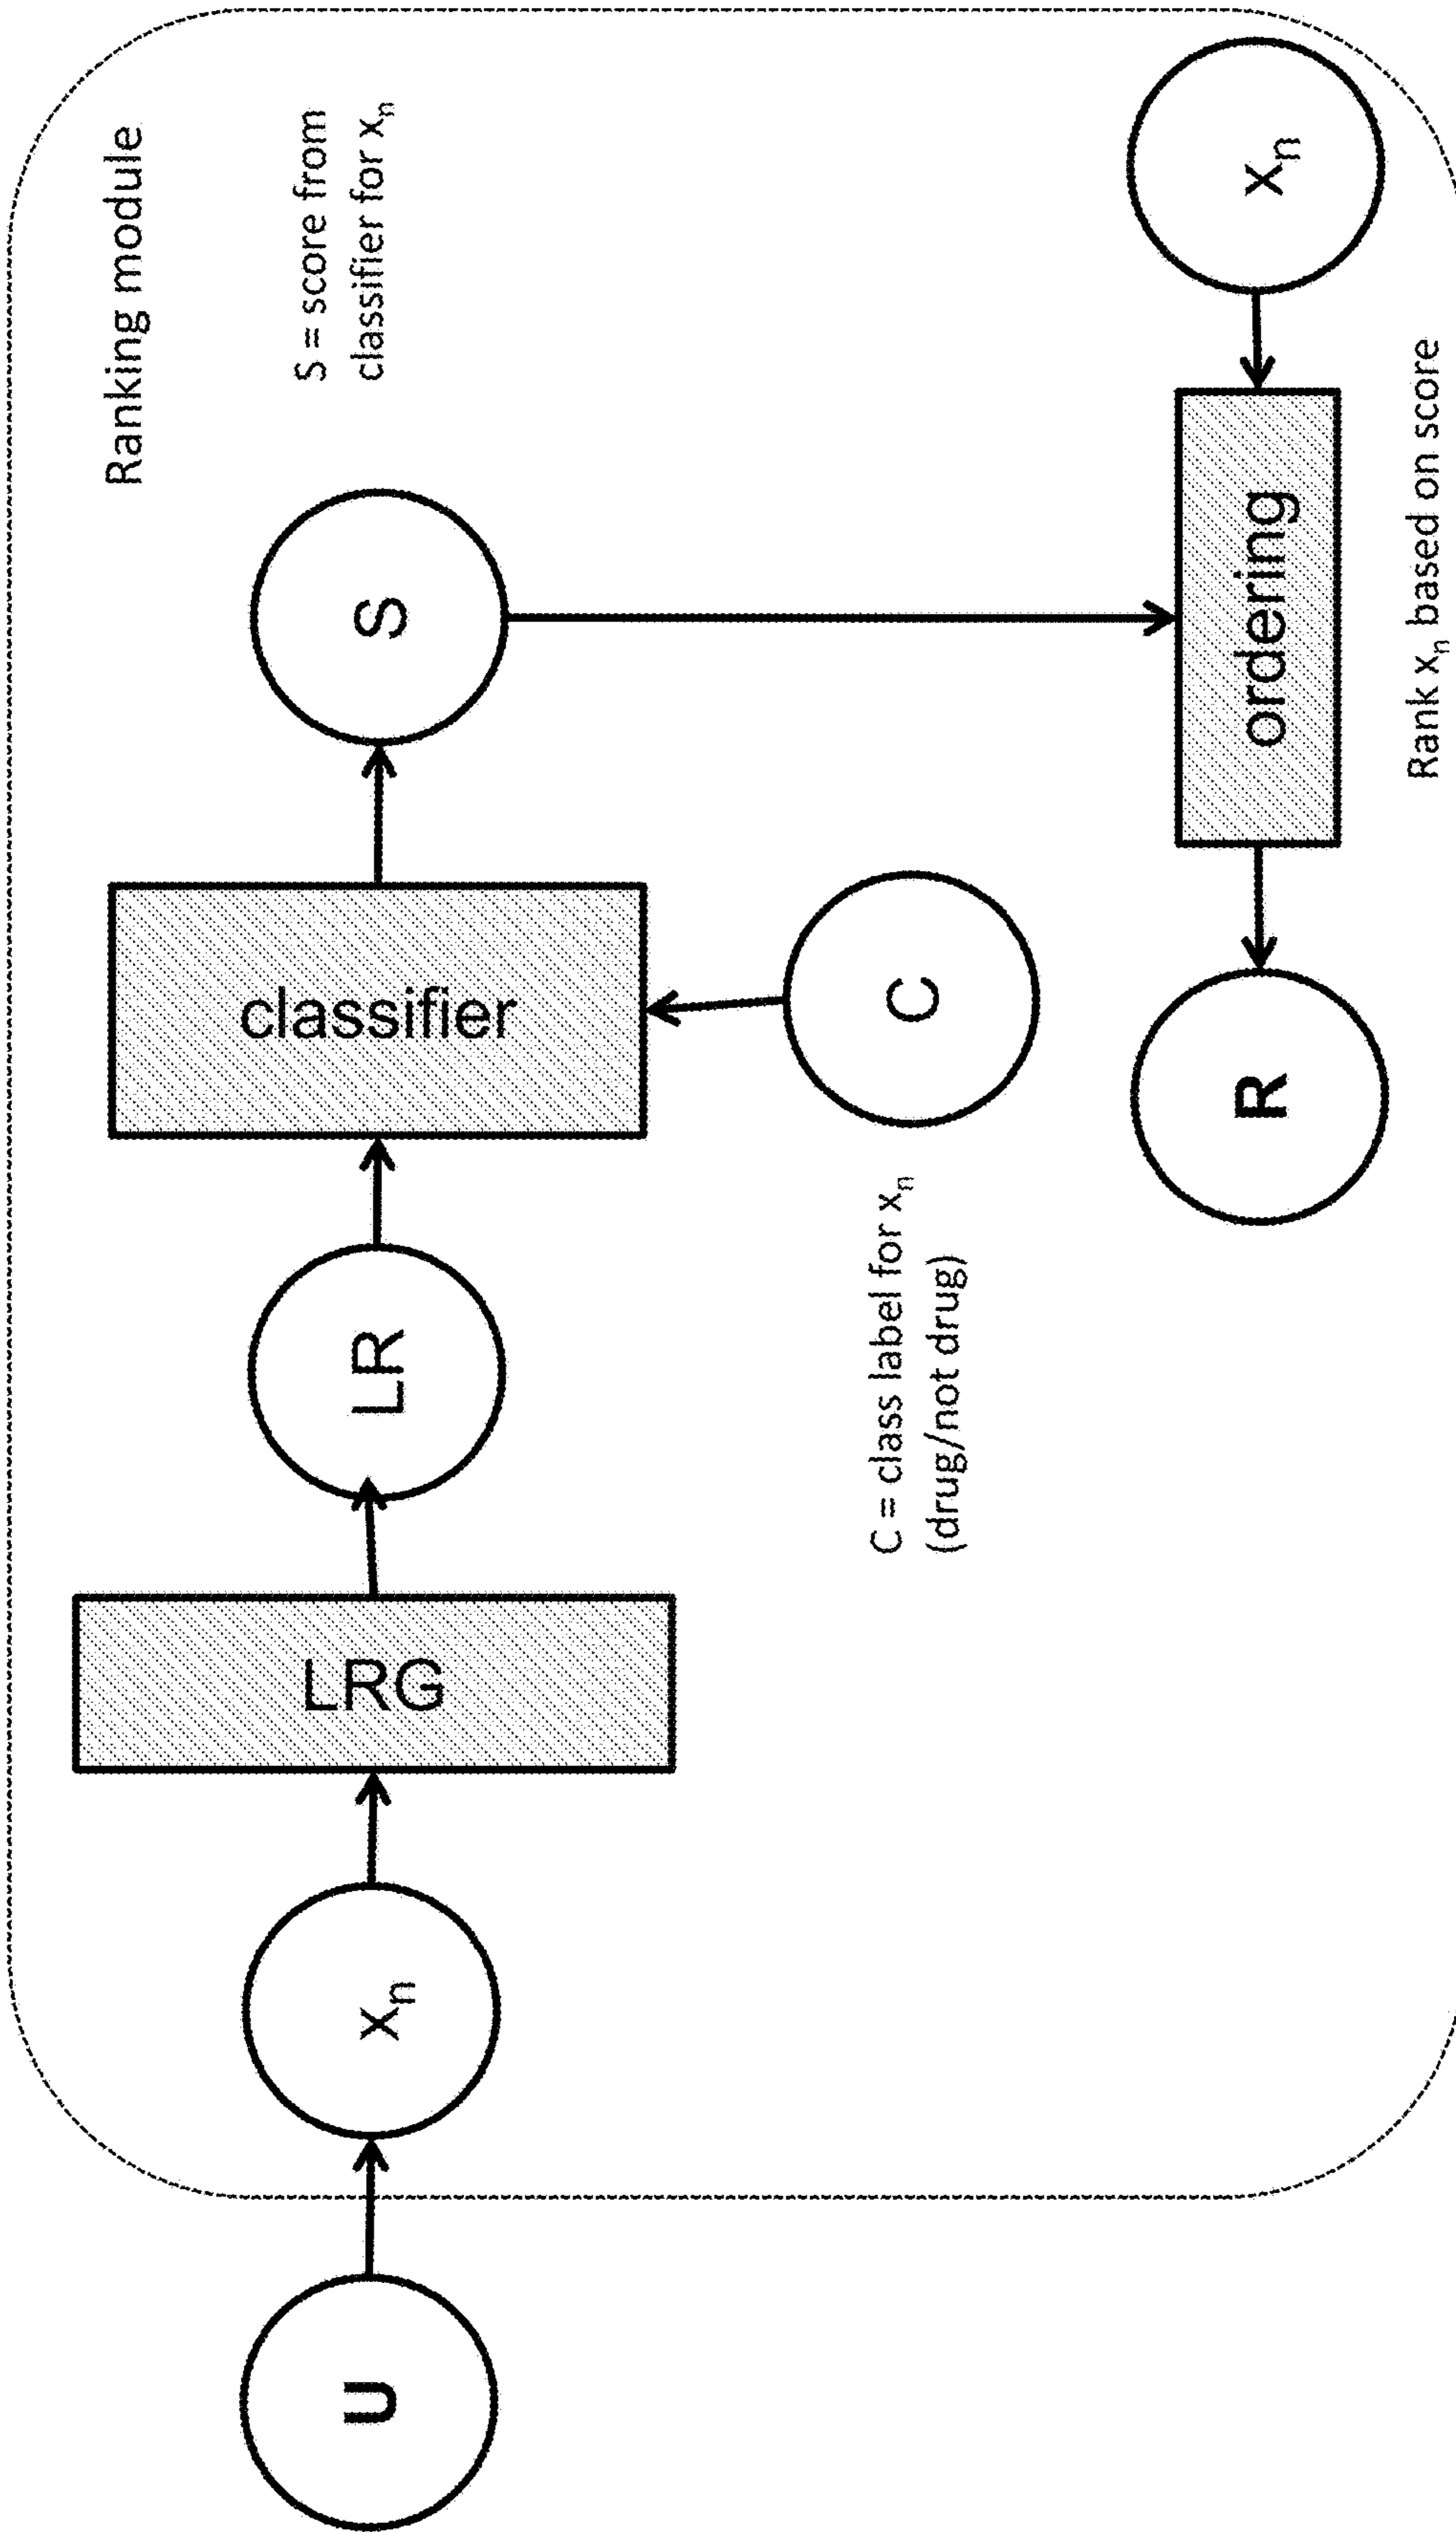 Ranking module
U
xₙ
LRG
LR
classifier
S
S = score from
classifier for xₙ
C
C = class label for xₙ
(drug/not drug)
R
ordering
xₙ
Rank xₙ based on score